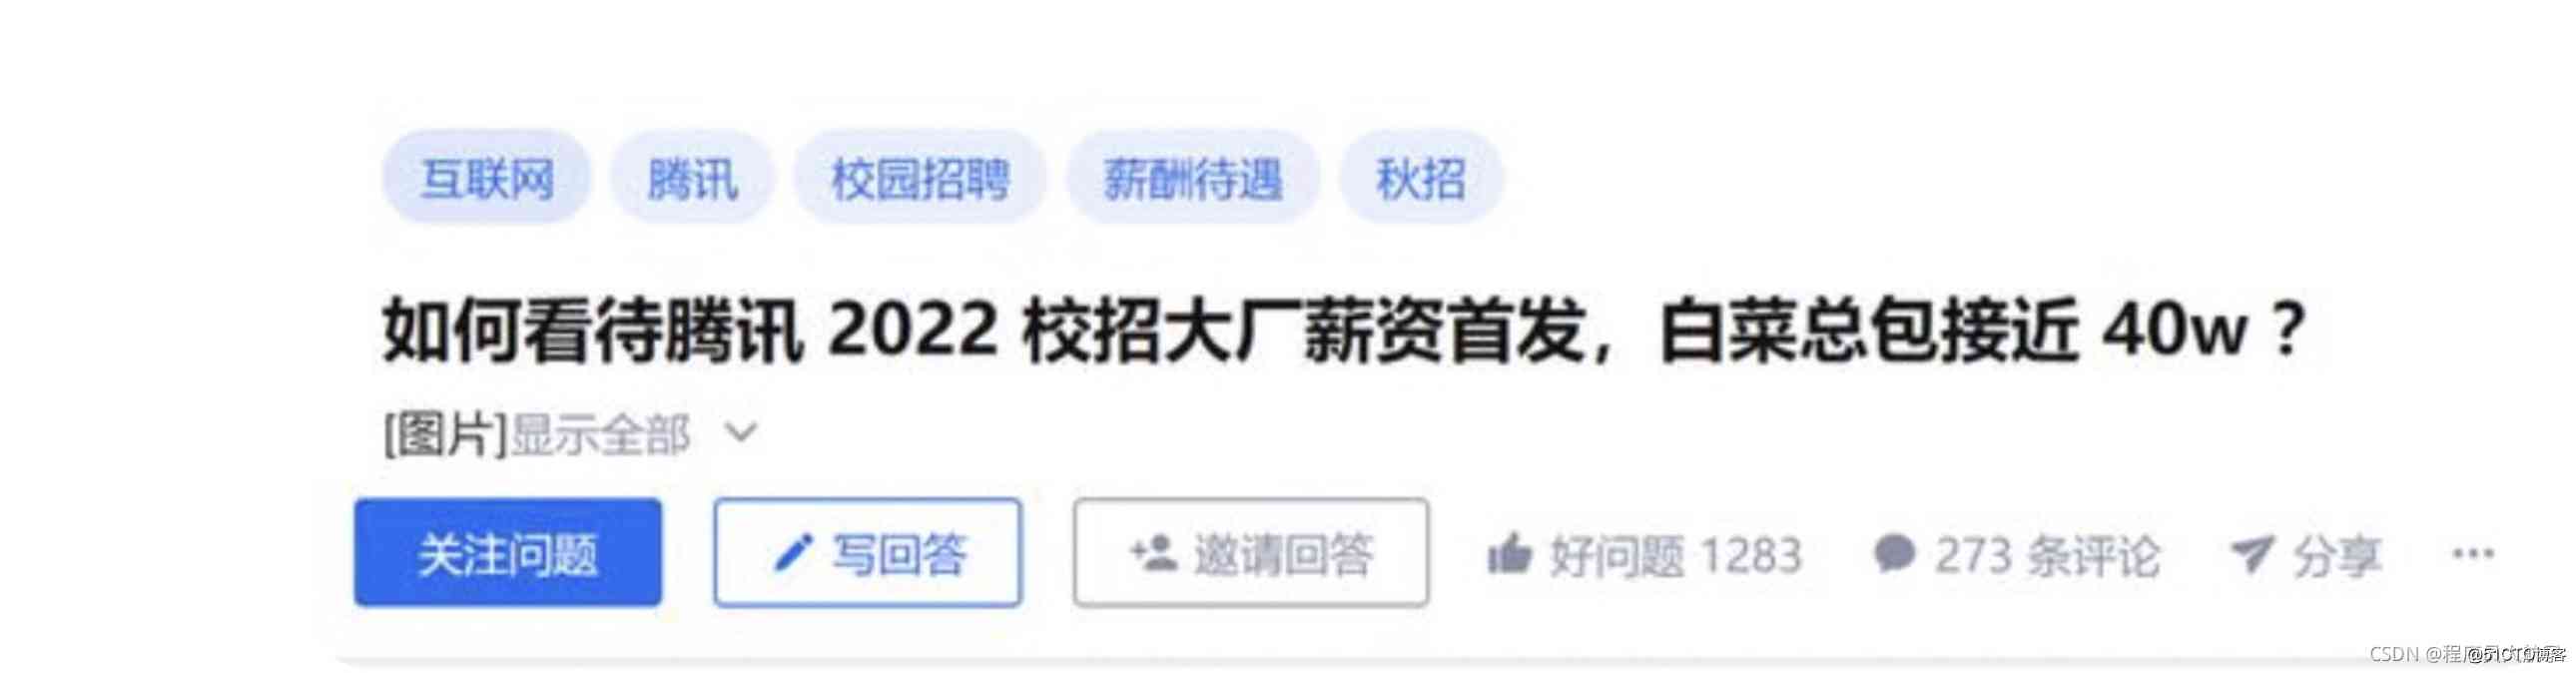 互联网 腾讯 校园招聘 薪酬待遇 秋招
如何看待腾讯 2022 校招大厂薪资首发，白菜总包接近 40w？
[图片]显示全部
关注问题 写回答 邀请回答 好问题 1283 273 条评论 分享 ...
CSDN @程 @51CTO博客